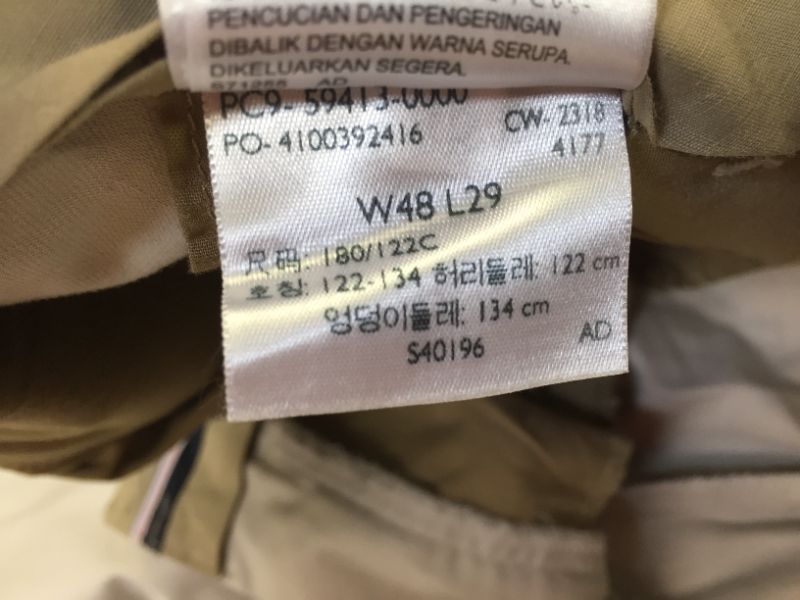 PENCUCIAN DAN PENGERINGAN
DIBALIK DENGAN WARNA SERUPA.
DIKELUARKAN SEGERA.
AD
PC9- 59413-0000
PO- 4100392416
CW- 2318
4177
W48 L29
尺码: 180/122C
호칭: 122-134 허리둘레: 122 cm
엉덩이둘레: 134 cm
S40196
AD